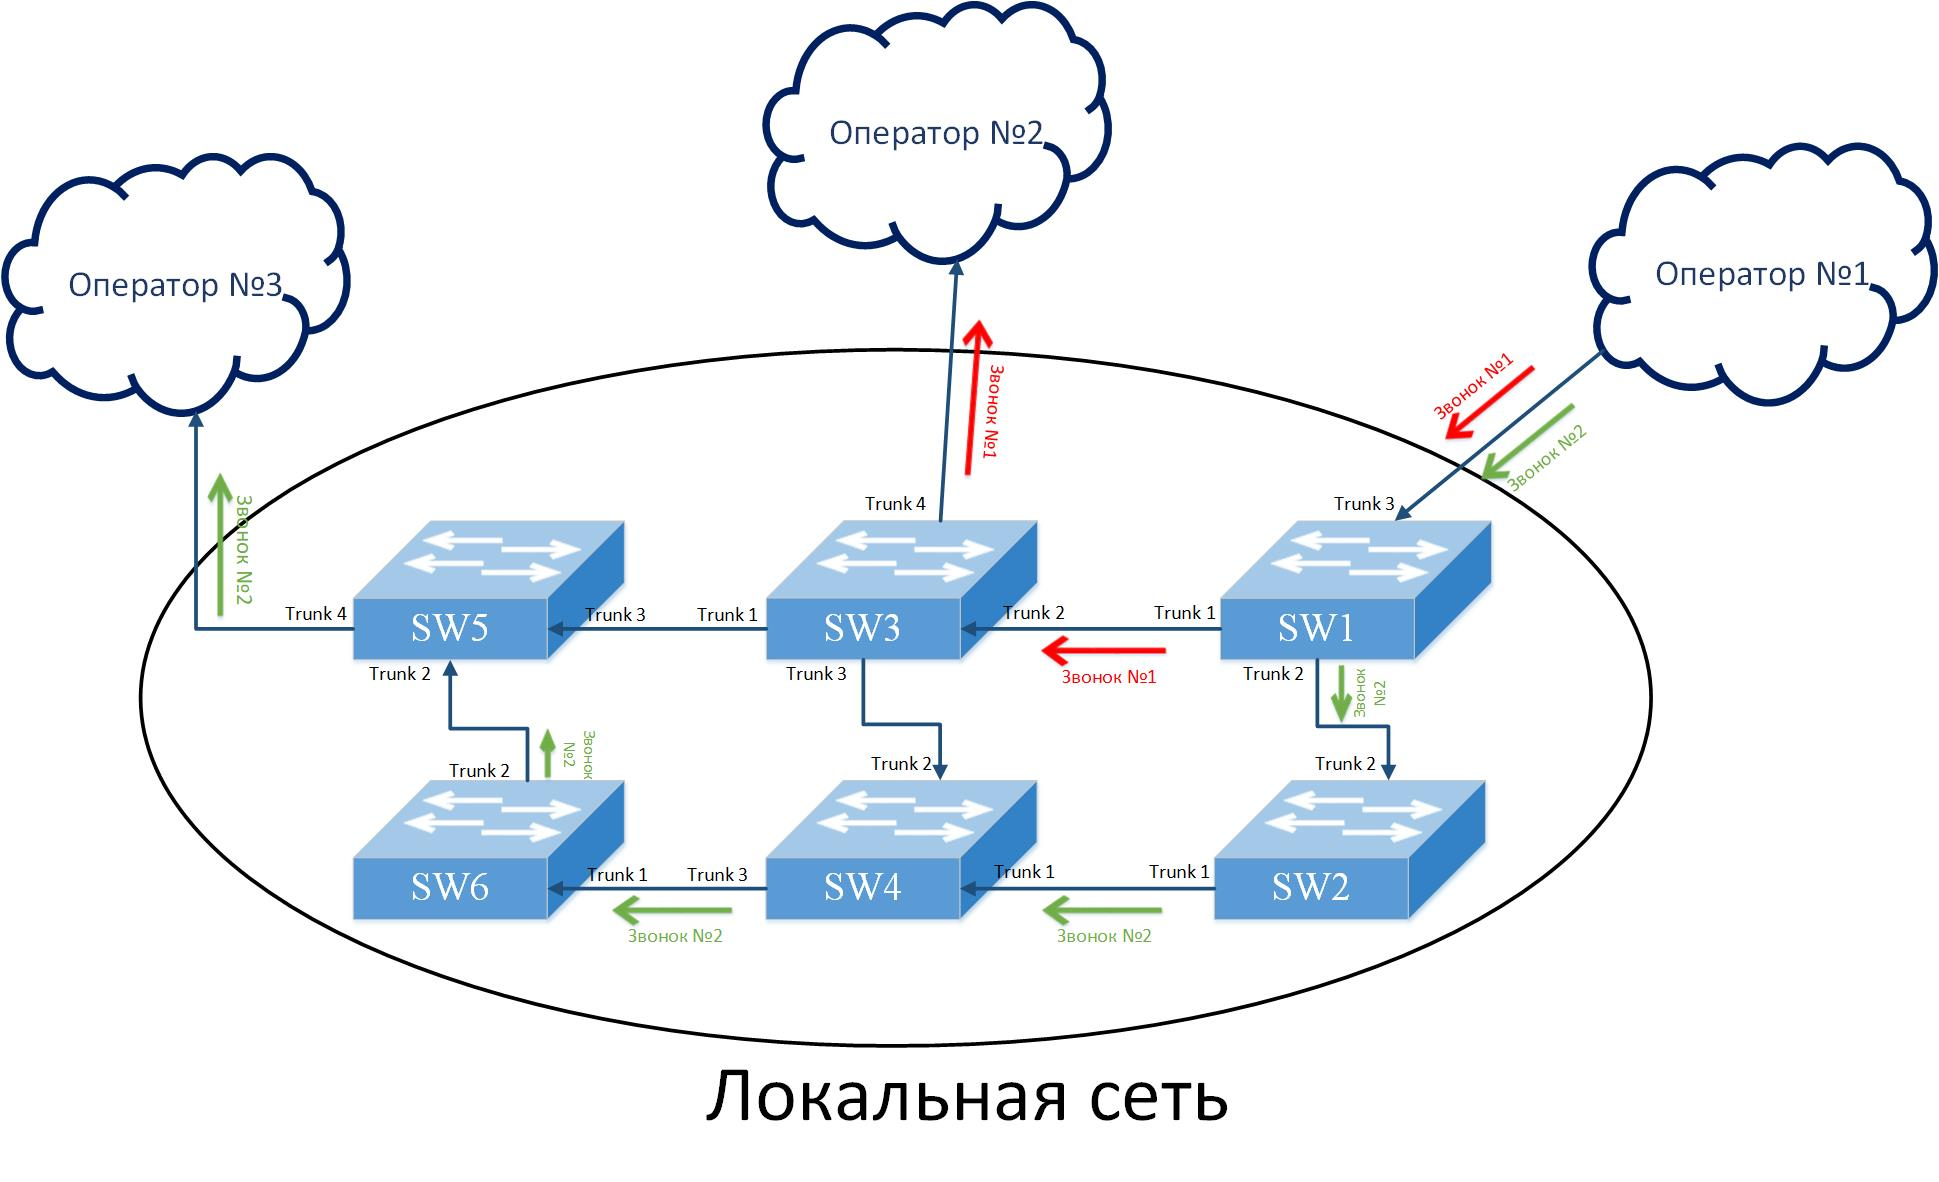 Оператор №2
Оператор №1
Оператор №3
Звонок №1
Звонок №1
Звонок №2
Звонок №2
Trunk 4
Trunk 3
Trunk 4
SW5
Trunk 3
Trunk 1
SW3
Trunk 2
Trunk 1
SW1
Звонок №1
Trunk 2
Trunk 3
Trunk 2
Звонок
№2
Звонок
№2
Trunk 2
Trunk 2
Trunk 2
SW6
Trunk 1
Trunk 3
SW4
Trunk 1
Trunk 1
SW2
Звонок №2
Звонок №2
Локальная сеть